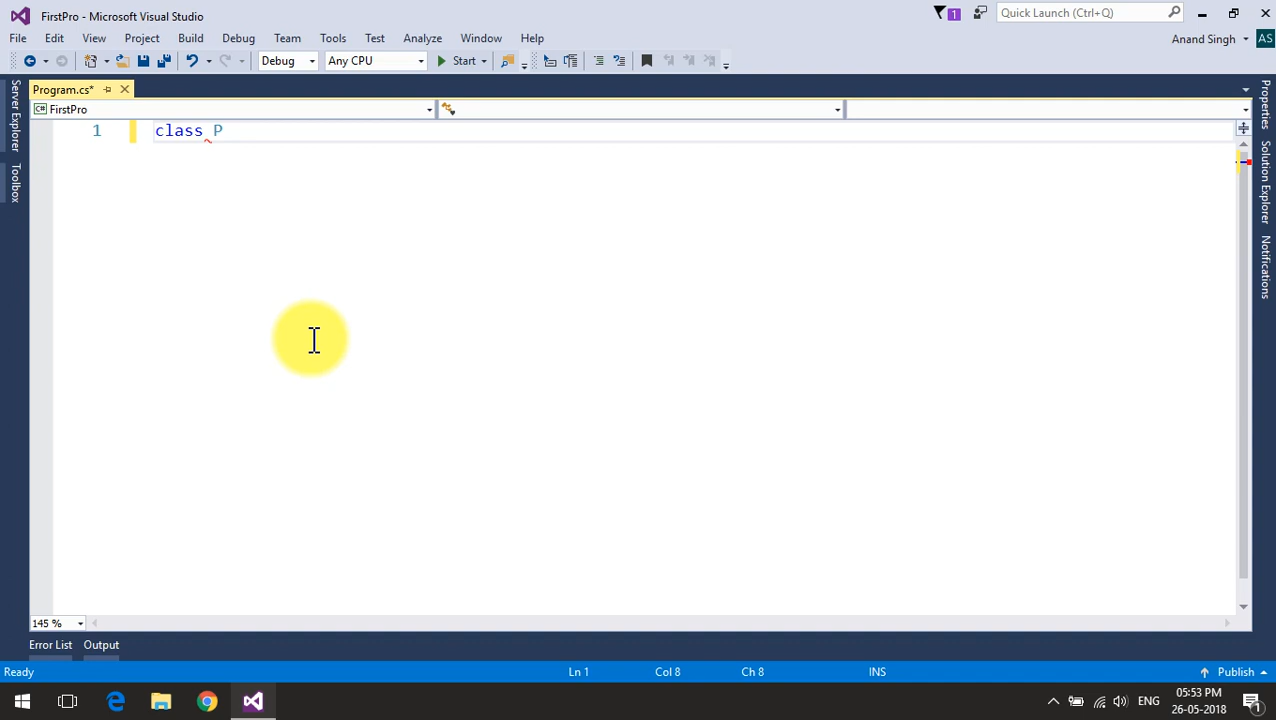 FirstPro - Microsoft Visual Studio
1
Quick Launch (Ctrl+Q)
File Edit View Project Build Debug Team Tools Test Analyze Window Help
Anand Singh AS
Debug Any CPU Start
Program.cs*
C# FirstPro
1 class P
Server Explorer
Toolbox
Properties
Solution Explorer
Notifications
145 %
Error List Output
Ready Ln 1 Col 8 Ch 8 INS Publish
ENG 05:53 PM
26-05-2018
1